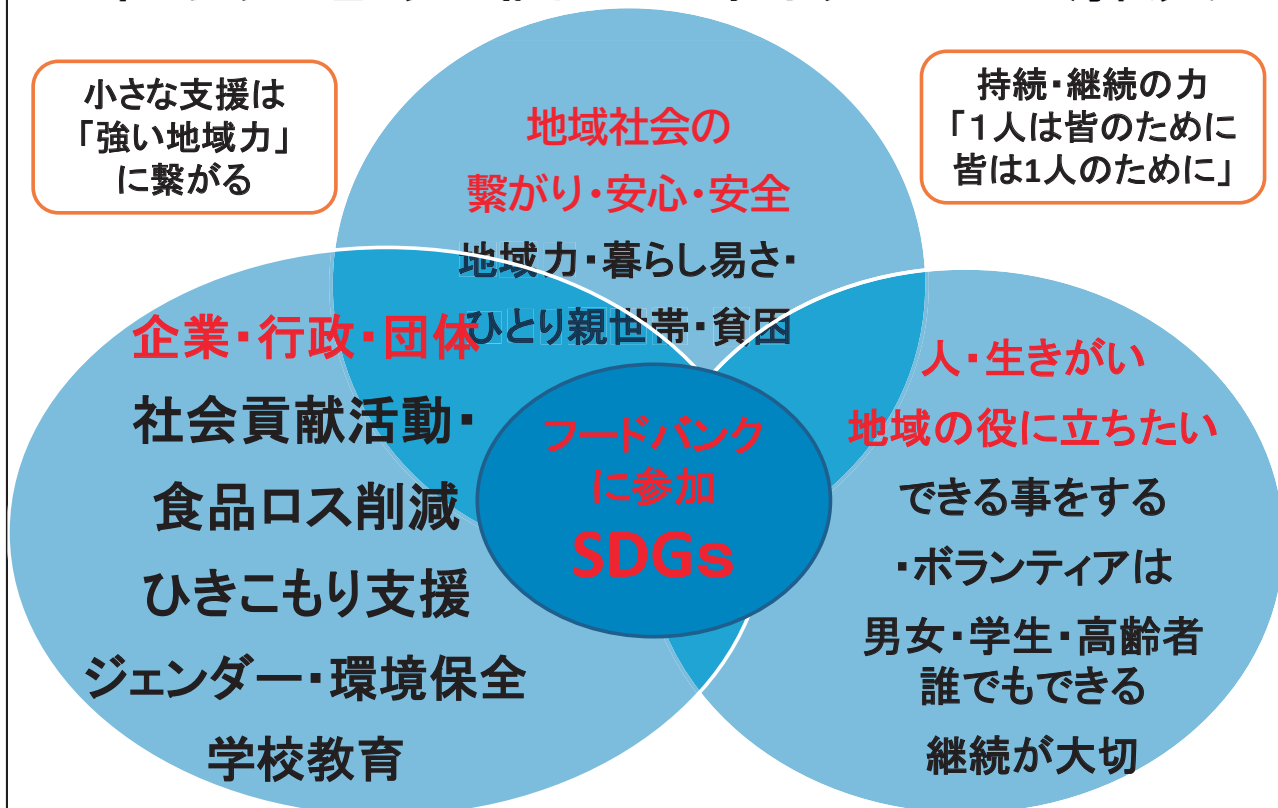 小さな支援は
「強い地域力」
に繋がる
持続・継続の力
「１人は皆のために
皆は1人のために」
地域社会の
繋がり・安心・安全
地域力・暮らし易さ・
ひとり親世帯・貧困
企業・行政・団体
社会貢献活動・
食品ロス削減
ひきこもり支援
ジェンダー・環境保全
学校教育
フードバンク
に参加
SDGｓ
人・生きがい
地域の役に立ちたい
できる事をする
・ボランティアは
男女・学生・高齢者
誰でもできる
継続が大切